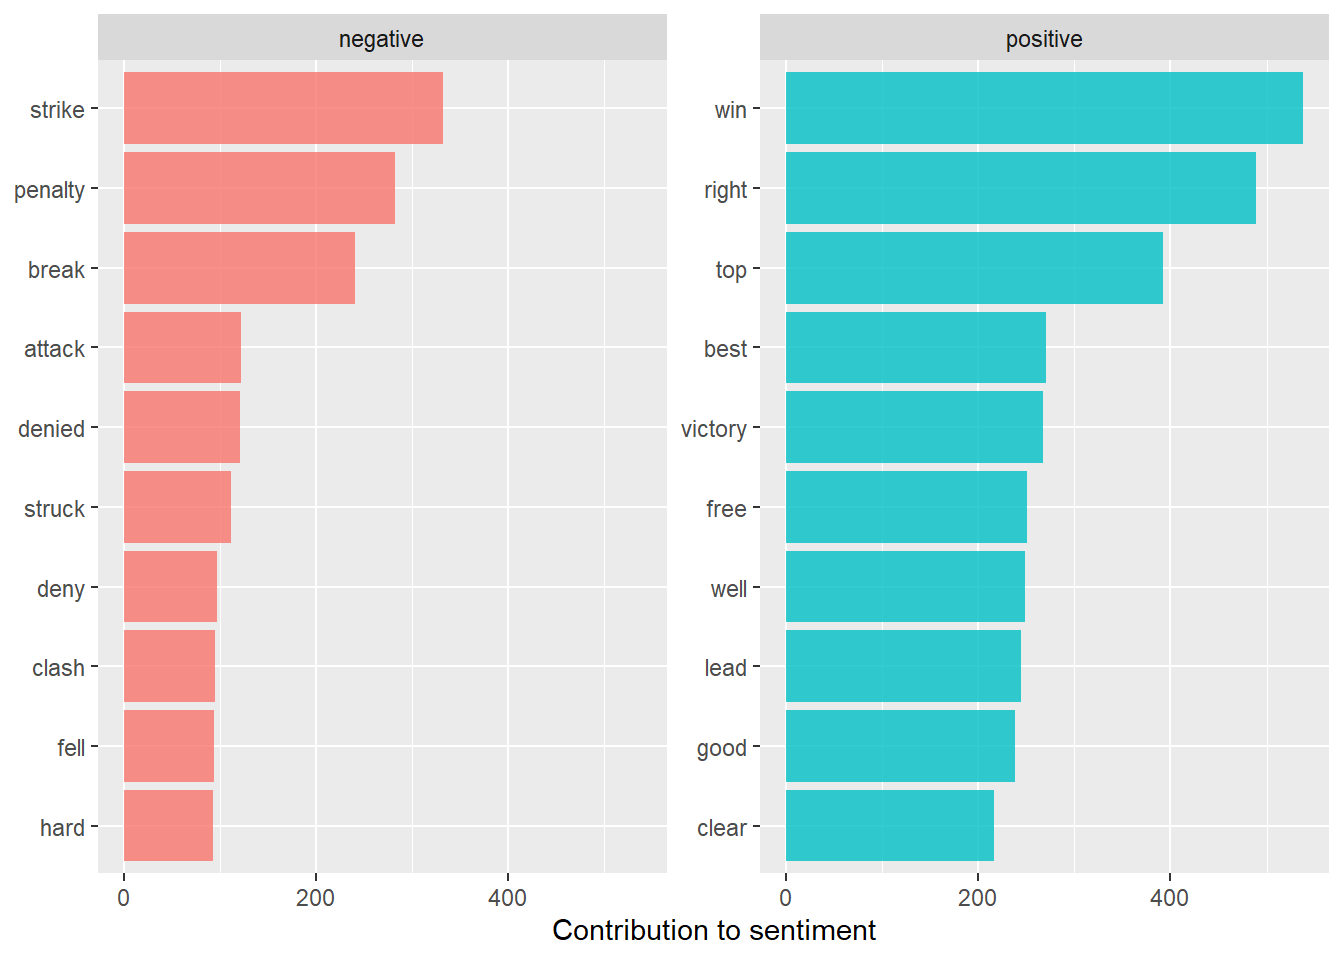 negative
strike
penalty
break
attack
denied
struck
deny
clash
fell
hard
0 200 400
positive
win
right
top
best
victory
free
well
lead
good
clear
0 200 400
Contribution to sentiment